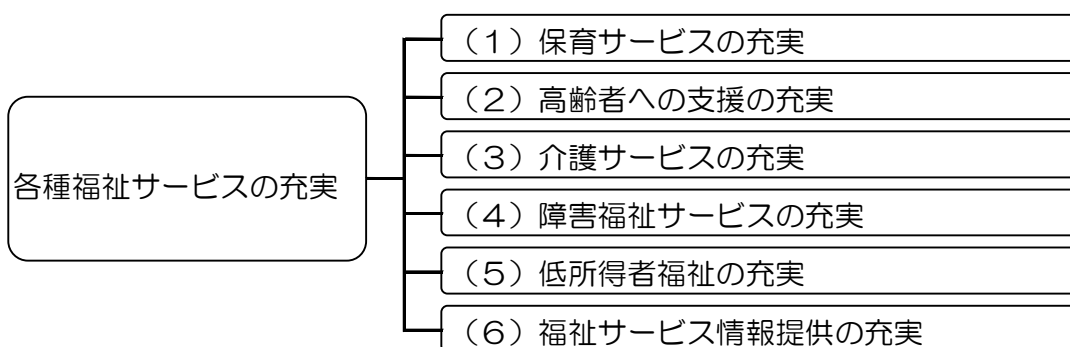 各種福祉サービスの充実
（１）保育サービスの充実
（２）高齢者への支援の充実
（３）介護サービスの充実
（４）障害福祉サービスの充実
（５）低所得者福祉の充実
（６）福祉サービス情報提供の充実